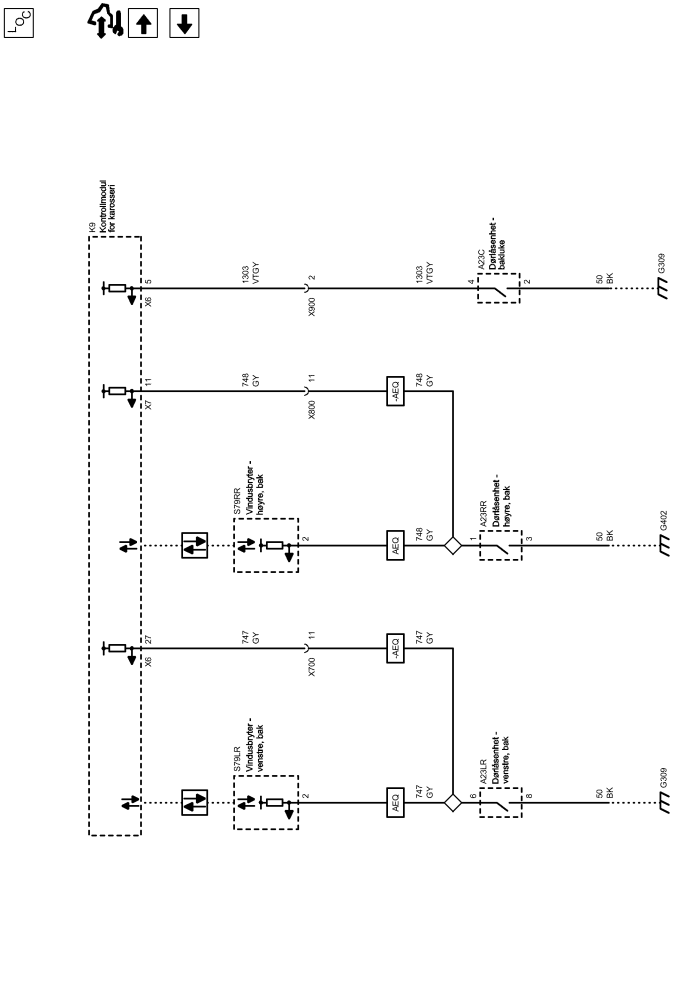 LOC
K9
Kontrollmodul
for karosseri
5
X6
1303
VTGY
2
X900
1303
VTGY
4
A23C
Dørlåsenhet -
bakluke
2
50
BK
G309
11
X7
748
GY
11
X800
-AEQ
748
GY
S79RR
Vindusbryter -
høyre, bak
2
AEQ
748
GY
1
A23RR
Dørlåsenhet -
høyre, bak
3
50
BK
G402
27
X6
747
GY
11
X700
-AEQ
747
GY
S79LR
Vindusbryter -
venstre, bak
2
AEQ
747
GY
6
A23LR
Dørlåsenhet -
venstre, bak
8
50
BK
G309